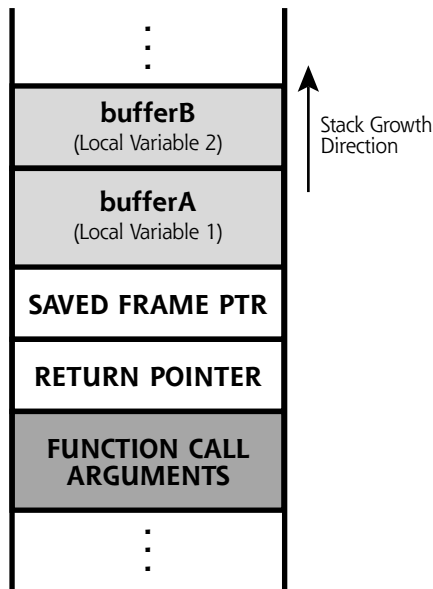 bufferB
(Local Variable 2)
Stack Growth
Direction
bufferA
(Local Variable 1)
SAVED FRAME PTR
RETURN POINTER
FUNCTION CALL
ARGUMENTS